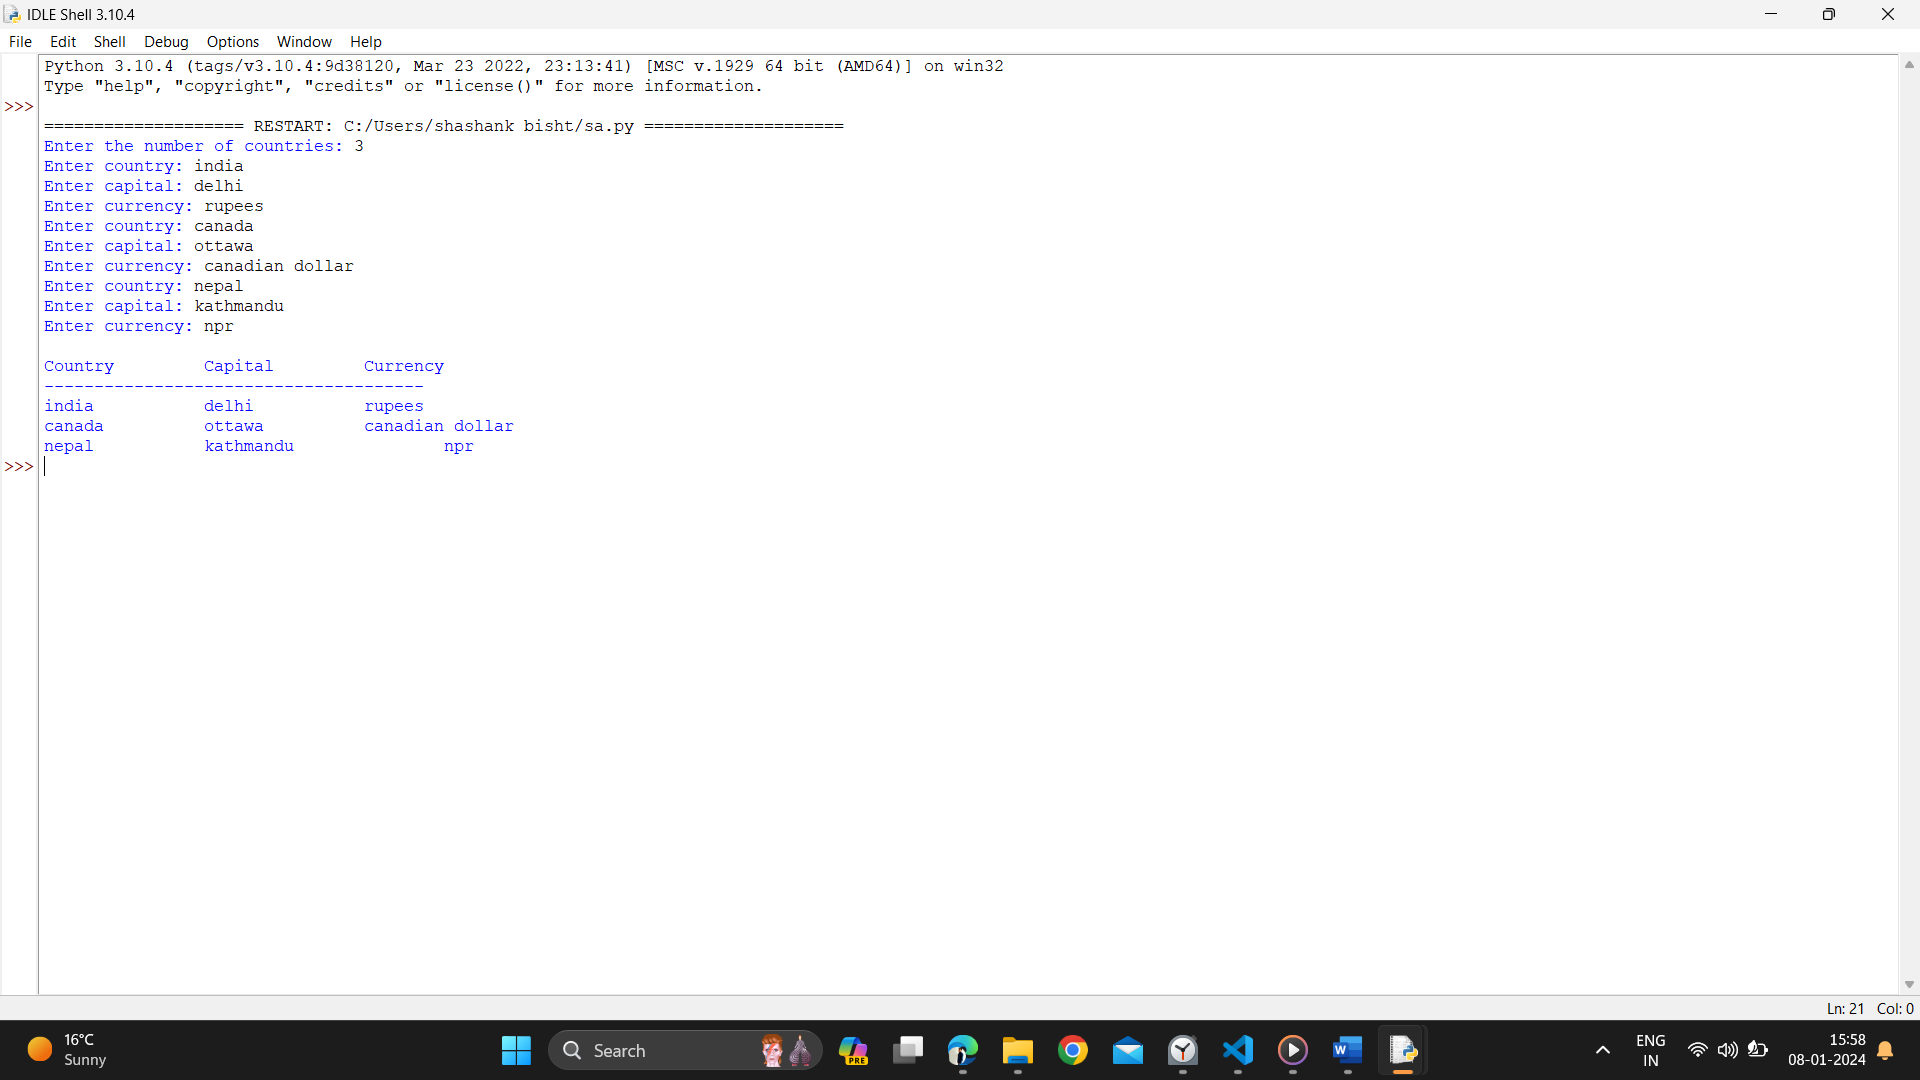 IDLE Shell 3.10.4
File Edit Shell Debug Options Window Help
Python 3.10.4 (tags/v3.10.4:9d38120, Mar 23 2022, 23:13:41) [MSC v.1929 64 bit (AMD64)] on win32
Type "help", "copyright", "credits" or "license()" for more information.
>>>
==================== RESTART: C:/Users/shashank bisht/sa.py ====================
Enter the number of countries: 3
Enter country: india
Enter capital: delhi
Enter currency: rupees
Enter country: canada
Enter capital: ottawa
Enter currency: canadian dollar
Enter country: nepal
Enter capital: kathmandu
Enter currency: npr
Country Capital Currency
--------------------------------------
india delhi rupees
canada ottawa canadian dollar
nepal kathmandu npr
>>>
Ln: 21 Col: 0
16°C
Sunny
Search
PRE
W
ENG
IN
15:58
08-01-2024